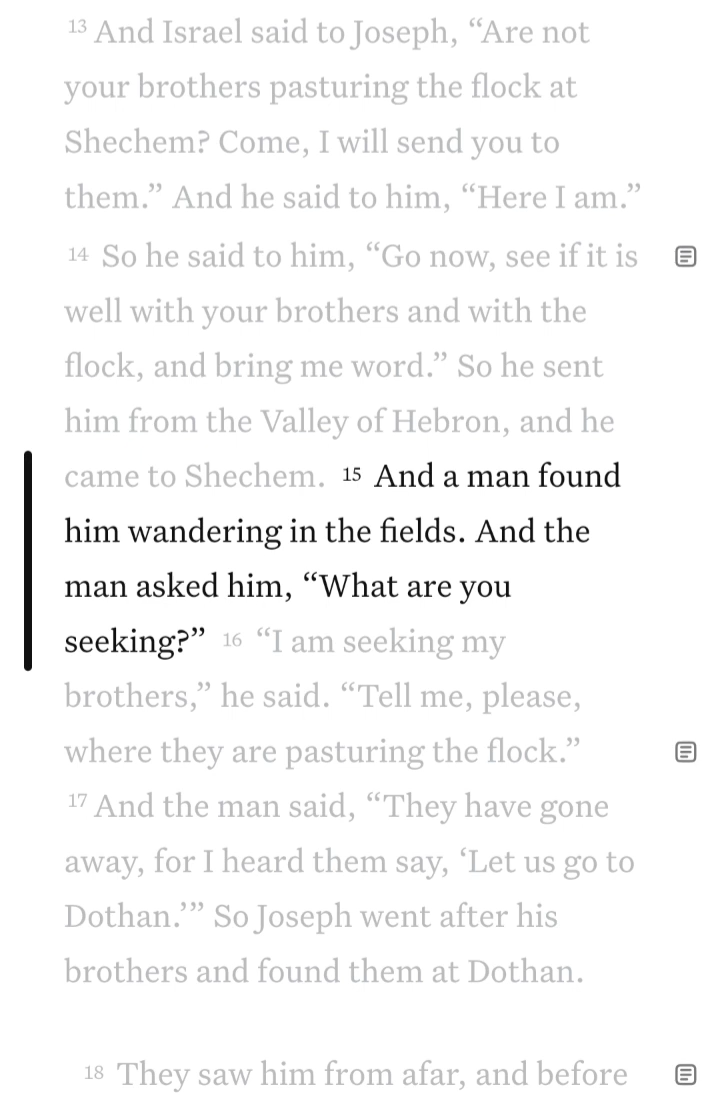 13 And Israel said to Joseph, “Are not
your brothers pasturing the flock at
Shechem? Come, I will send you to
them.” And he said to him, “Here I am.”
14 So he said to him, “Go now, see if it is
well with your brothers and with the
flock, and bring me word.” So he sent
him from the Valley of Hebron, and he
came to Shechem. 15 And a man found
him wandering in the fields. And the
man asked him, “What are you
seeking?” 16 “I am seeking my
brothers,” he said. “Tell me, please,
where they are pasturing the flock.”
17 And the man said, “They have gone
away, for I heard them say, ‘Let us go to
Dothan.’” So Joseph went after his
brothers and found them at Dothan.
18 They saw him from afar, and before